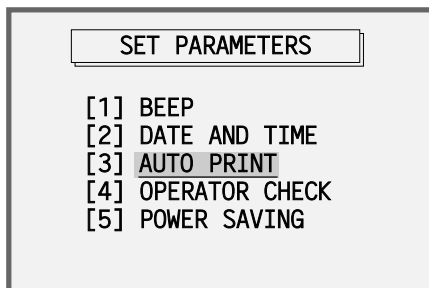 SET PARAMETERS
[1] BEEP
[2] DATE AND TIME
[3] AUTO PRINT
[4] OPERATOR CHECK
[5] POWER SAVING